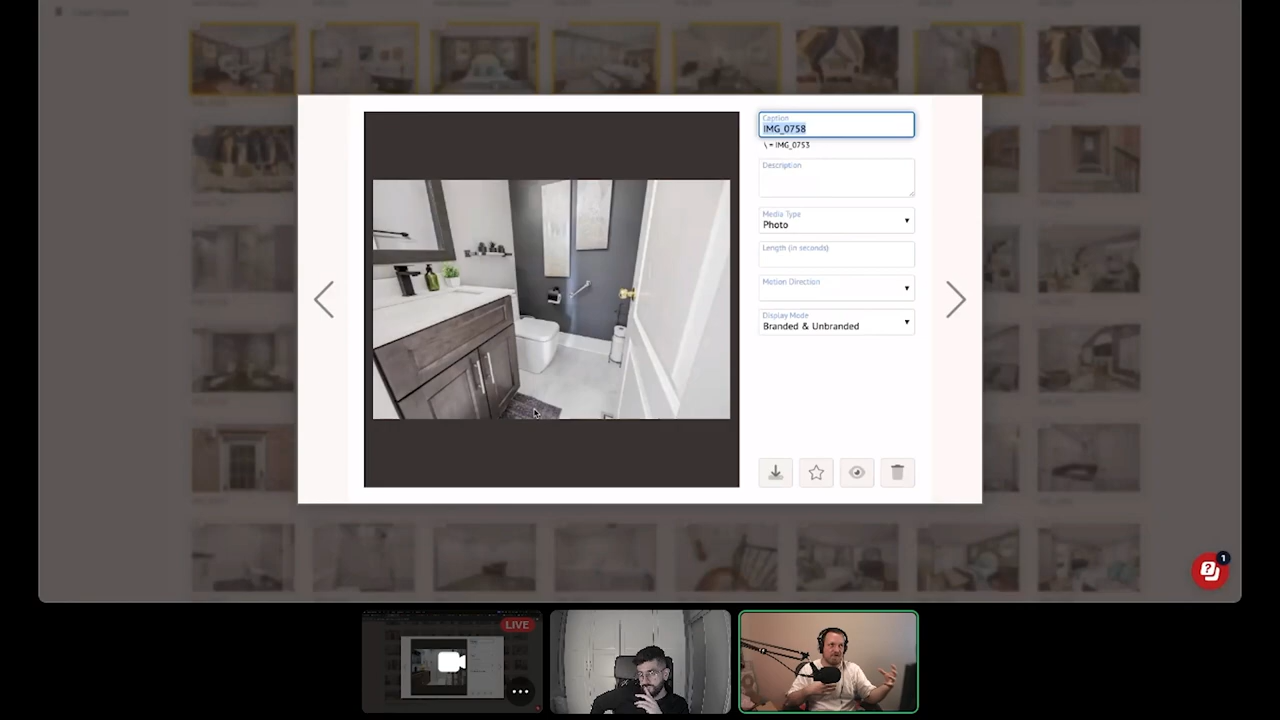 Caption
IMG_0758
\ = IMG_0753
Description
Media Type
Photo
Length (in seconds)
Motion Direction
Display Mode
Branded & Unbranded
1
LIVE